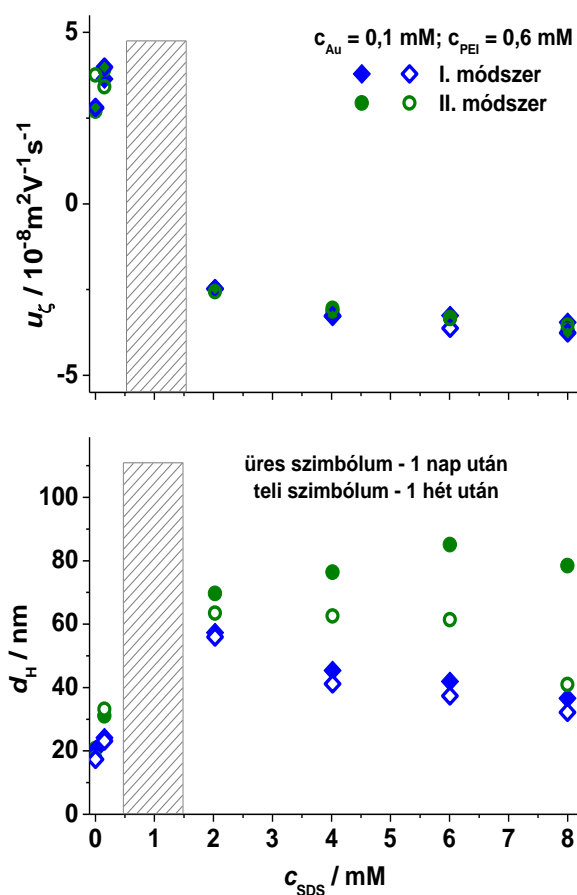 c_Au = 0,1 mM; c_PEI = 0,6 mM
I. módszer
II. módszer
5
0
-5
u_ζ / 10⁻⁸m²V⁻¹s⁻¹
üres szimbólum - 1 nap után
teli szimbólum - 1 hét után
100
80
60
40
20
0
d_H / nm
0 1 2 3 4 5 6 7 8
c_SDS / mM